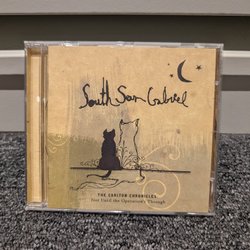 South San Gabriel
THE CARLTON CHRONICLES
Not Until the Operation's Through